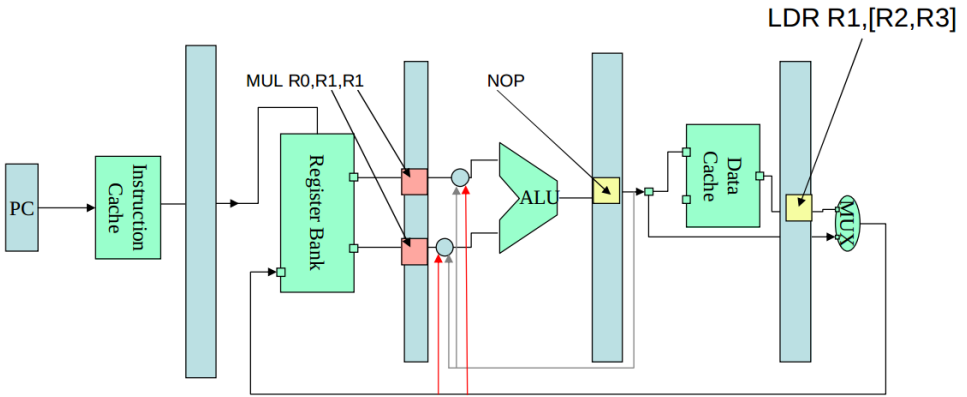 LDR R1,[R2,R3]
MUL R0,R1,R1
NOP
PC
Instruction
Cache
Register Bank
ALU
Data
Cache
MUX